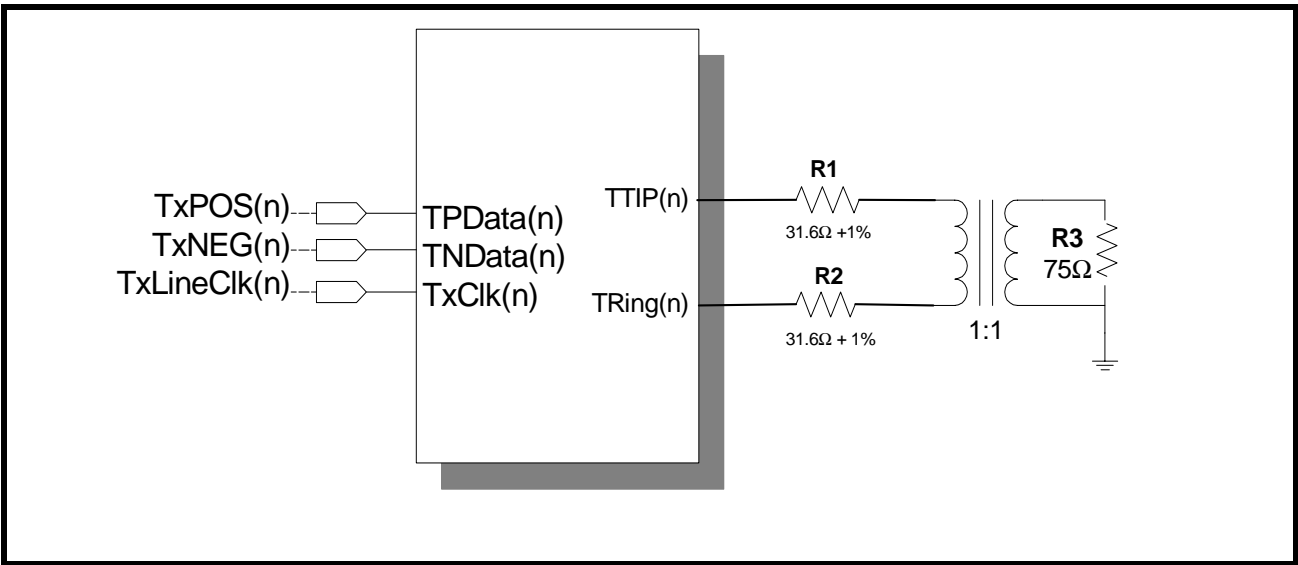 TxPOS(n)
TxNEG(n)
TxLineClk(n)
TPData(n)
TNData(n)
TxClk(n)
TTIP(n)
TRing(n)
R1
31.6Ω +1%
R2
31.6Ω + 1%
1:1
R3
75Ω